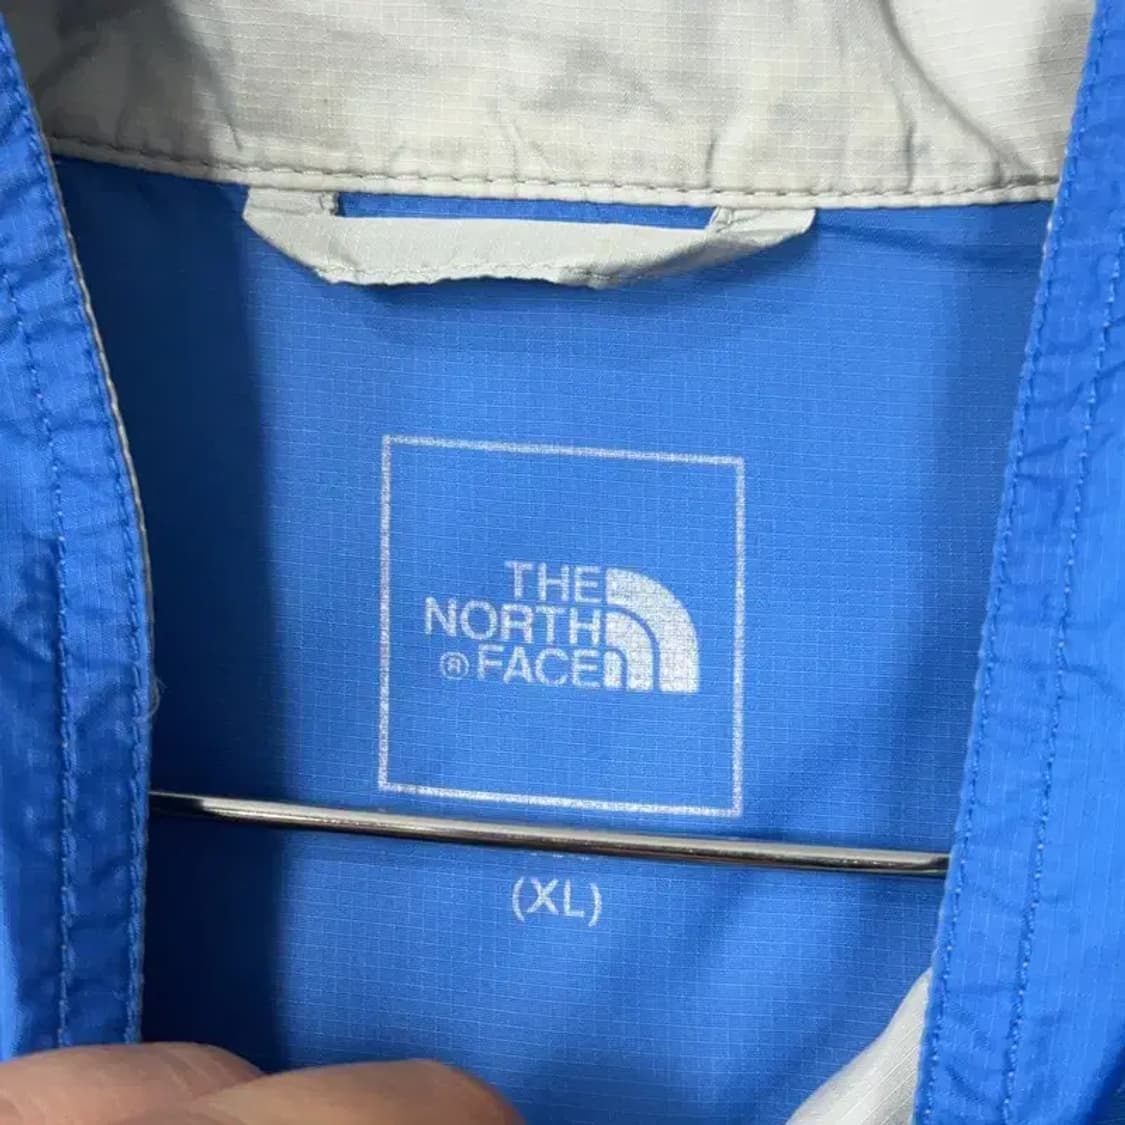 THE
NORTH
® FACE
(XL)